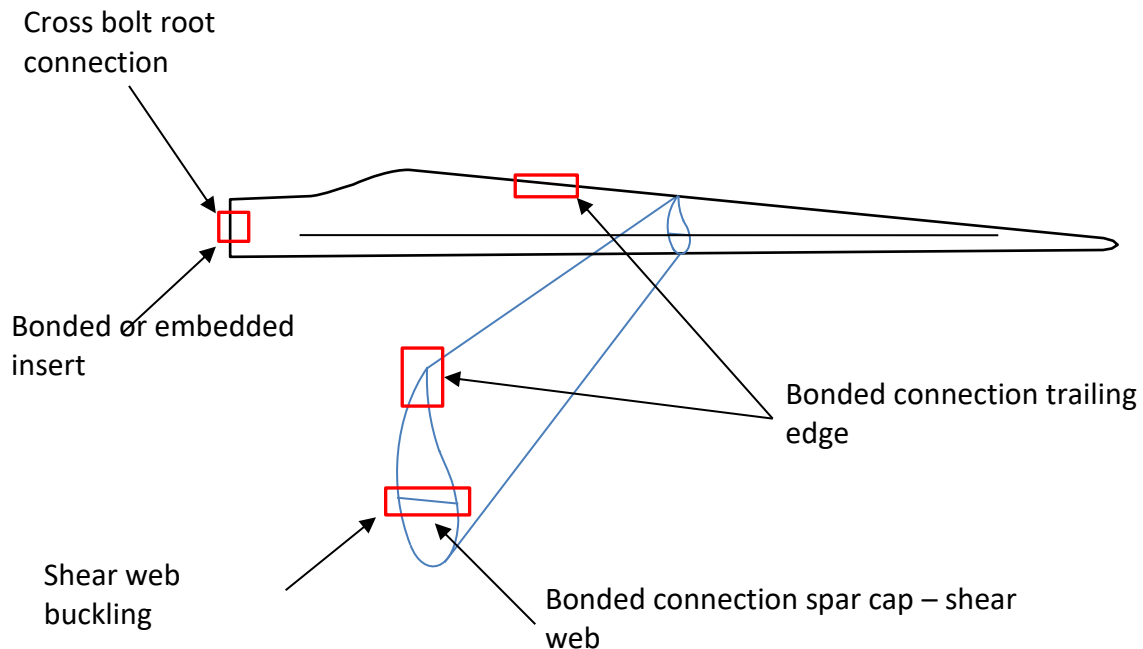 Cross bolt root
connection
Bonded or embedded
insert
Bonded connection trailing
edge
Shear web
buckling
Bonded connection spar cap – shear
web